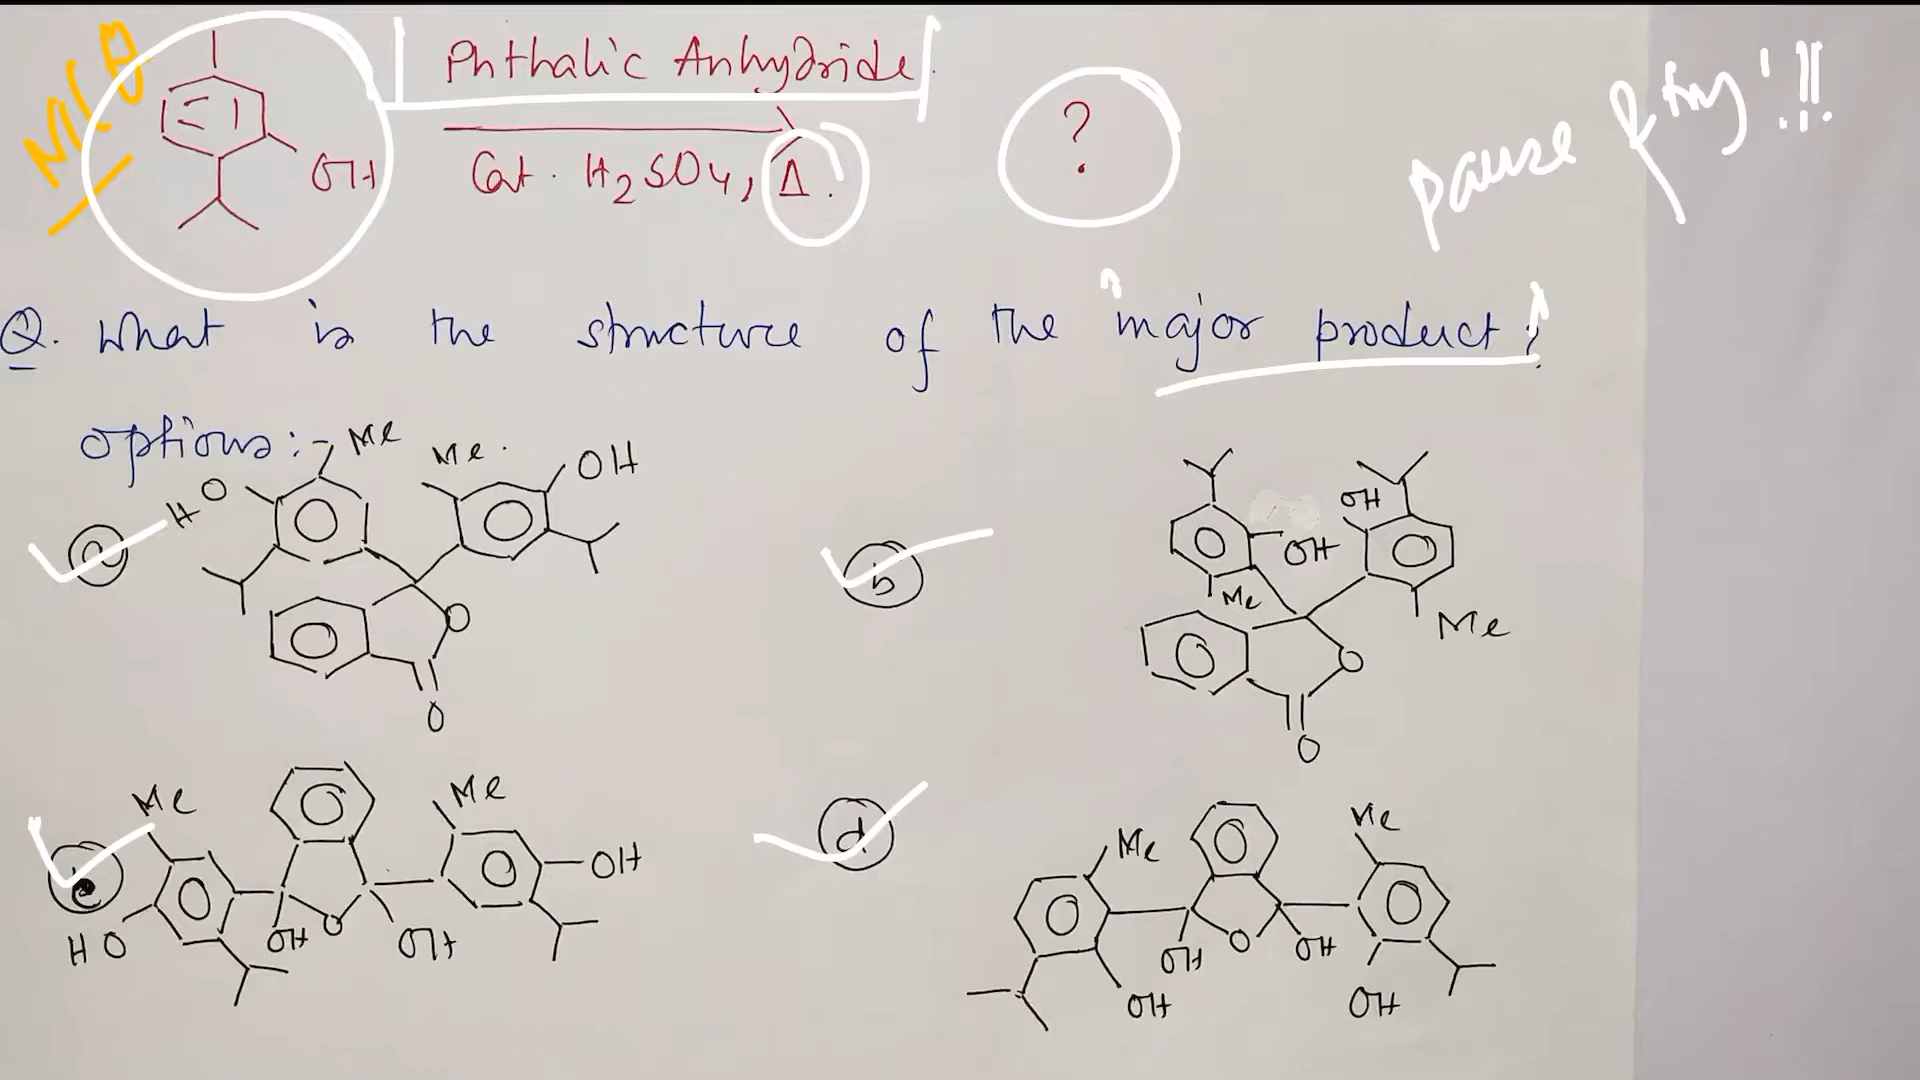 MCQ
Phthalic Anhydride.
OH
Cat. H2SO4, Δ.
?
pause & try!!!
Q. What is the structure of the major product?
options:-
Me
Me.
HO
OH
a
O
O
OH
OH
b
Me
Me
O
O
Me
Me
c
OH
HO
OH
O
OH
Me
Me
d
OH
O
OH
OH
OH